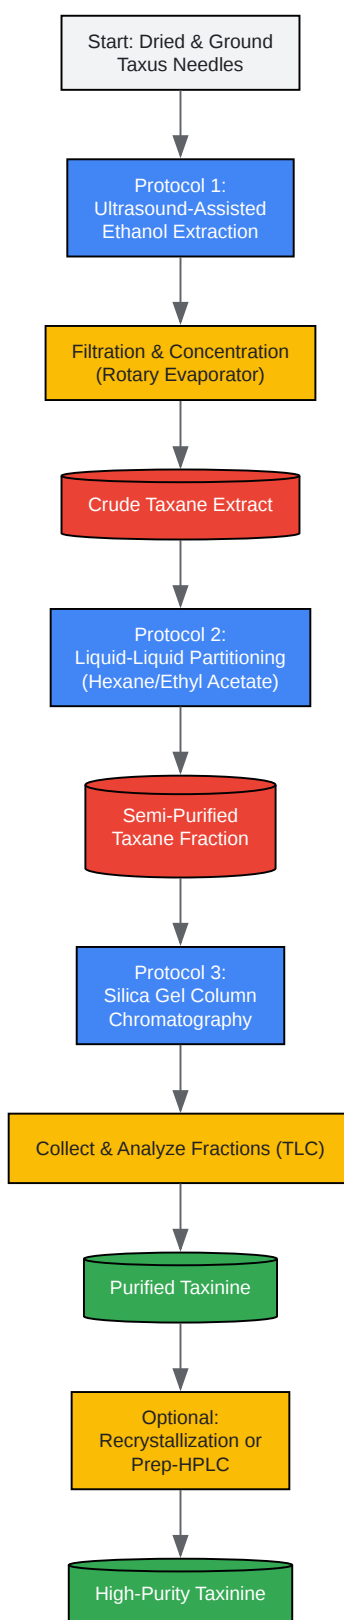 Start: Dried & Ground
Taxus Needles
Protocol 1:
Ultrasound-Assisted
Ethanol Extraction
Filtration & Concentration
(Rotary Evaporator)
Crude Taxane Extract
Protocol 2:
Liquid-Liquid Partitioning
(Hexane/Ethyl Acetate)
Semi-Purified
Taxane Fraction
Protocol 3:
Silica Gel Column
Chromatography
Collect & Analyze Fractions (TLC)
Purified Taxinine
Optional:
Recrystallization or
Prep-HPLC
High-Purity Taxinine